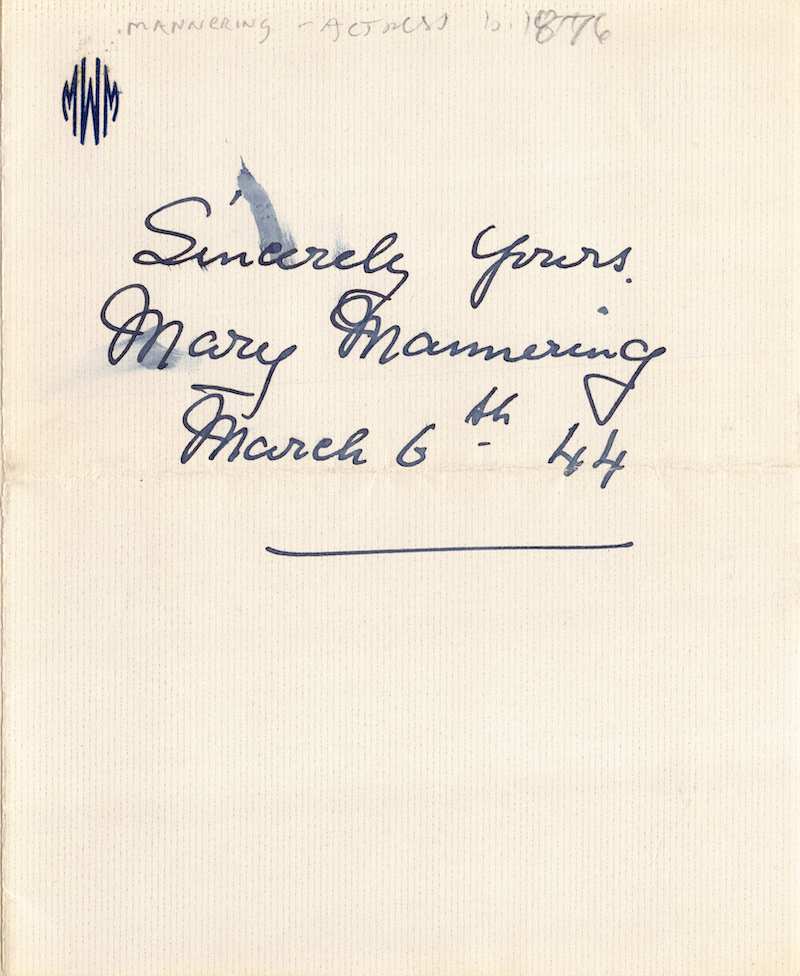 MANNERING - ACTRESS b. 1876
MWM
Sincerely Yours.
Mary Mannering
March 6th 44